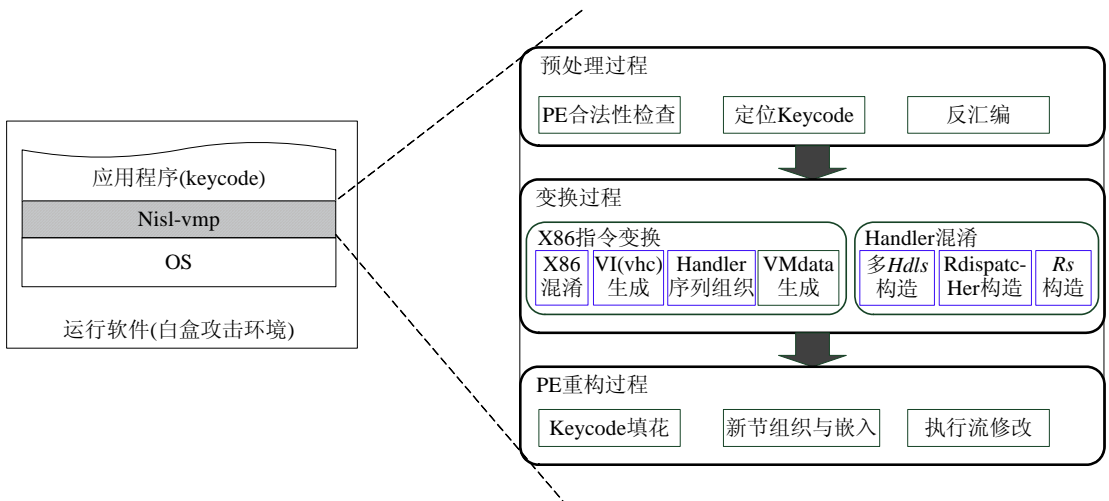 应用程序(keycode)
Nisl-vmp
OS
运行软件(白盒攻击环境)
预处理过程
PE合法性检查
定位Keycode
反汇编
变换过程
X86指令变换
X86
混淆
VI(vhc)
生成
Handler
序列组织
VMdata
生成
Handler混淆
多Hdls
构造
Rdispatc-
Her构造
Rs
构造
PE重构过程
Keycode填花
新节组织与嵌入
执行流修改